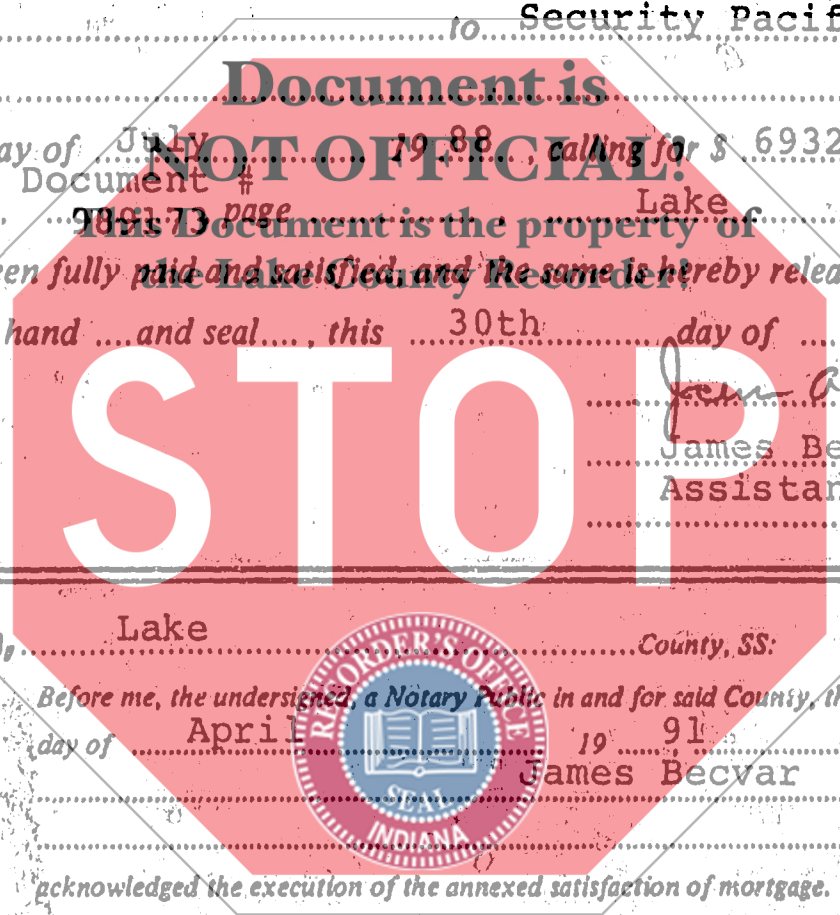 to Security Pacif
Document is
ay of July 19 88, calling for $ 6932
NOT OFFICIAL!
Document #
989173 page Lake
This Document is the property of
en fully paid and satisfied, and the same is hereby relea
the Lake County Recorder!
hand .... and seal ...., this 30th day of ....
STOP
James Be
Assistan
Lake County, SS:
RECORDER'S OFFICE
Before me, the undersigned, a Notary Public in and for said County, th
day of April 19 91
James Becvar
SEAL
INDIANA
acknowledged the execution of the annexed satisfaction of mortgage.